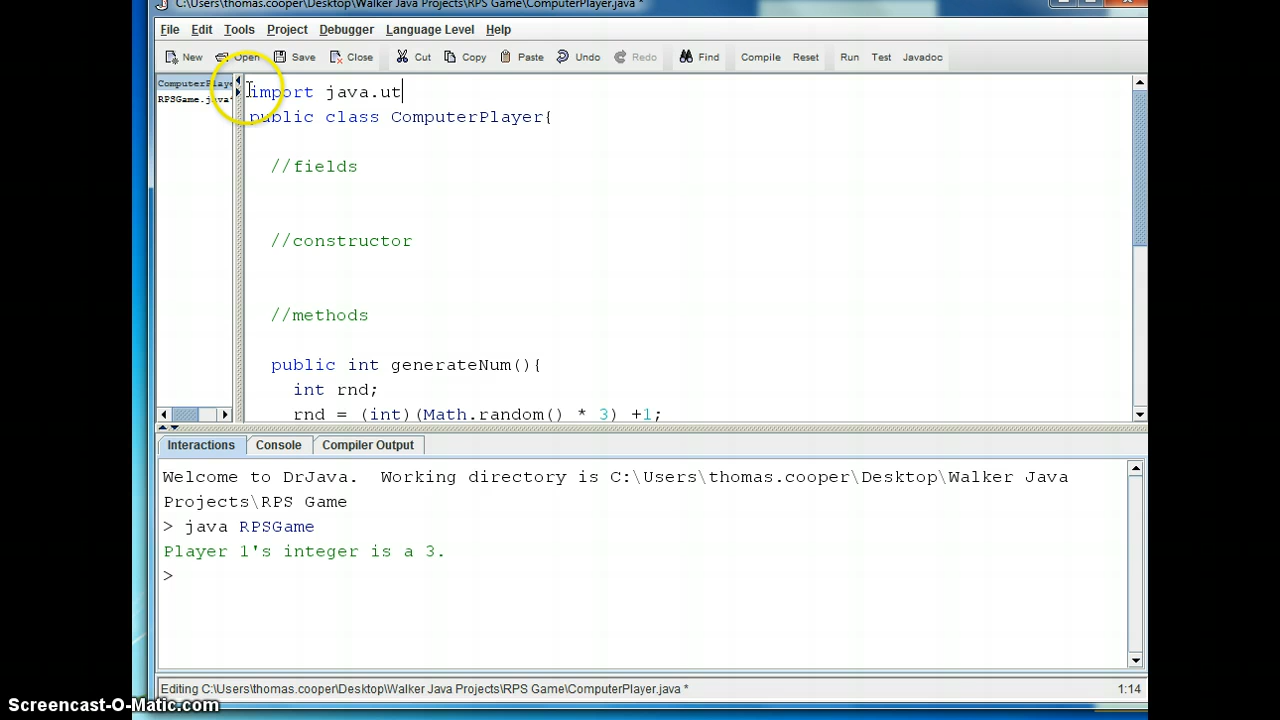 C:\Users\thomas.cooper\Desktop\Walker Java Projects\RPS Game\ComputerPlayer.java *
File Edit Tools Project Debugger Language Level Help
New Open Save Close Cut Copy Paste Undo Redo Find Compile Reset Run Test Javadoc
ComputerPlaye
RPSGame.java*
import java.ut
public class ComputerPlayer{
//fields
//constructor
//methods
public int generateNum(){
int rnd;
rnd = (int)(Math.random() * 3) +1;
Interactions Console Compiler Output
Welcome to DrJava. Working directory is C:\Users\thomas.cooper\Desktop\Walker Java
Projects\RPS Game
> java RPSGame
Player 1's integer is a 3.
>
Editing C:\Users\thomas.cooper\Desktop\Walker Java Projects\RPS Game\ComputerPlayer.java * 1:14
Screencast-O-Matic.com